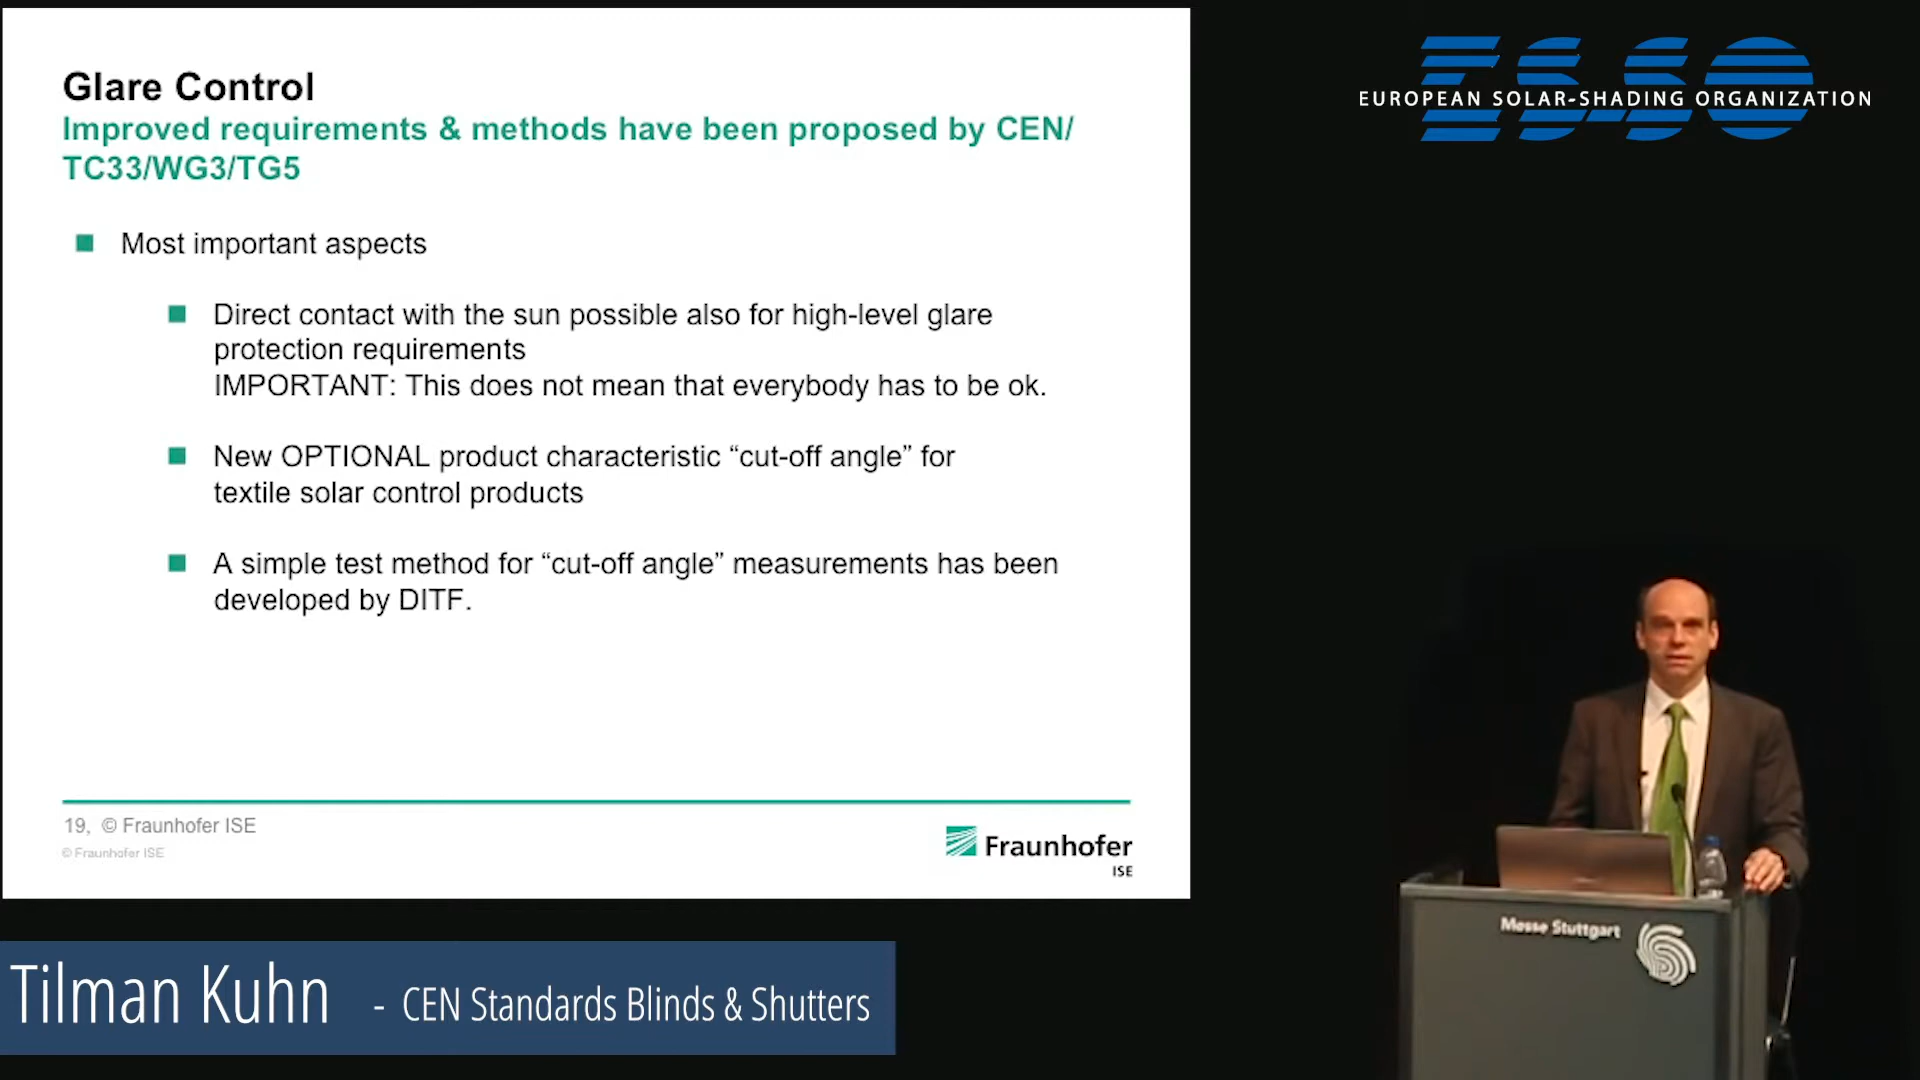 Glare Control
Improved requirements & methods have been proposed by CEN/
TC33/WG3/TG5
Most important aspects
Direct contact with the sun possible also for high-level glare
protection requirements
IMPORTANT: This does not mean that everybody has to be ok.
New OPTIONAL product characteristic “cut-off angle” for
textile solar control products
A simple test method for “cut-off angle” measurements has been
developed by DITF.
19, © Fraunhofer ISE
© Fraunhofer ISE
Fraunhofer
ISE
ESSO
EUROPEAN SOLAR-SHADING ORGANIZATION
Messe Stuttgart
Tilman Kuhn - CEN Standards Blinds & Shutters